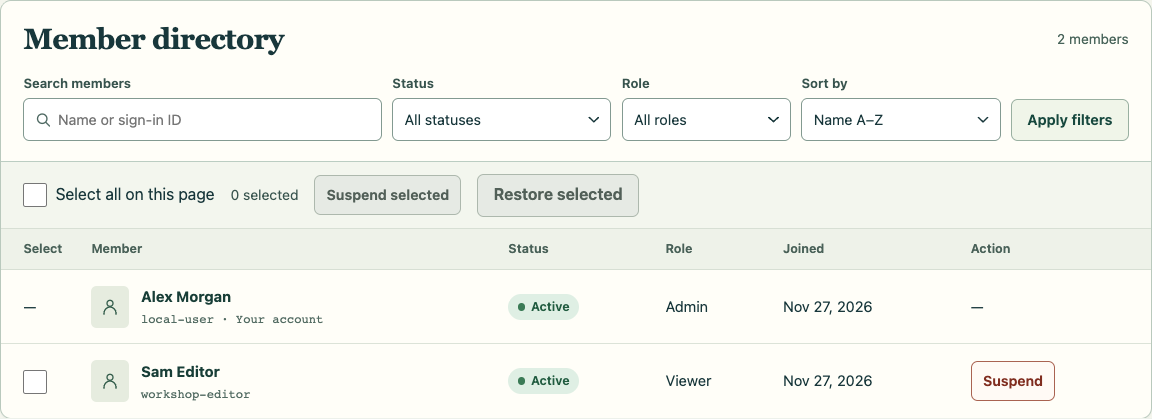 Member directory
2 members
Search members
Status
Role
Sort by
Name or sign-in ID
All statuses
All roles
Name A–Z
Apply filters
Select all on this page
0 selected
Suspend selected
Restore selected
Select
Member
Status
Role
Joined
Action
—
Alex Morgan
local-user · Your account
Active
Admin
Nov 27, 2026
—
Sam Editor
workshop-editor
Active
Viewer
Nov 27, 2026
Suspend